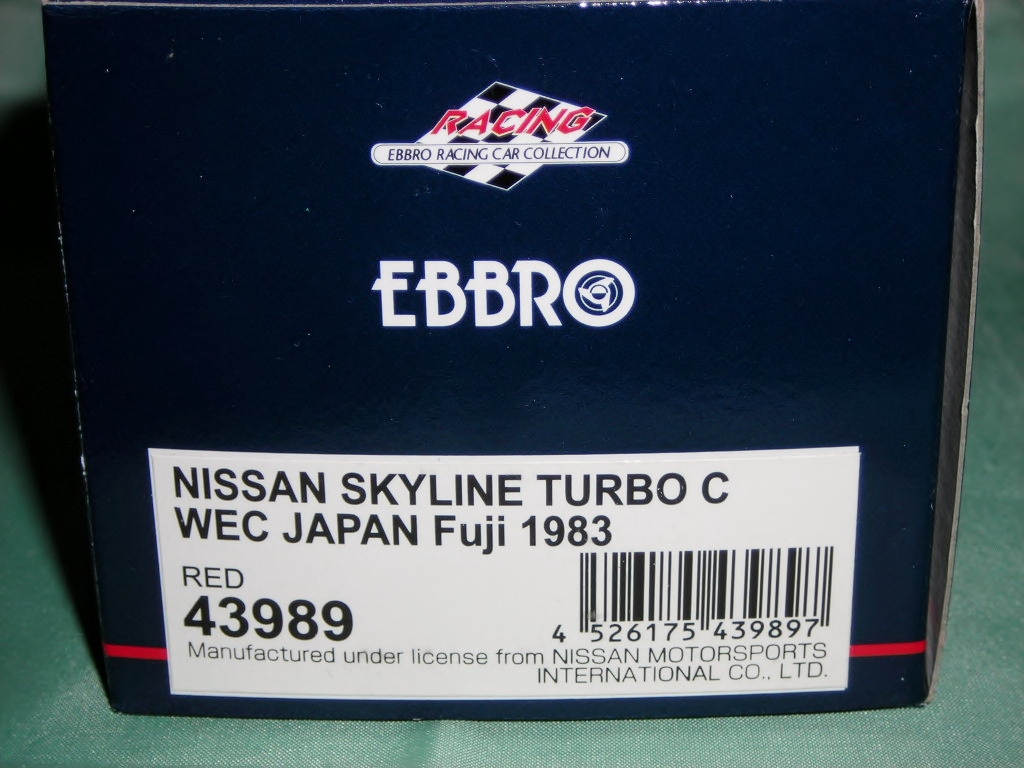 RACING
EBBRO RACING CAR COLLECTION
EBBRO
NISSAN SKYLINE TURBO C
WEC JAPAN Fuji 1983
RED
43989
4 526175 439897
Manufactured under license from NISSAN MOTORSPORTS
INTERNATIONAL CO., LTD.